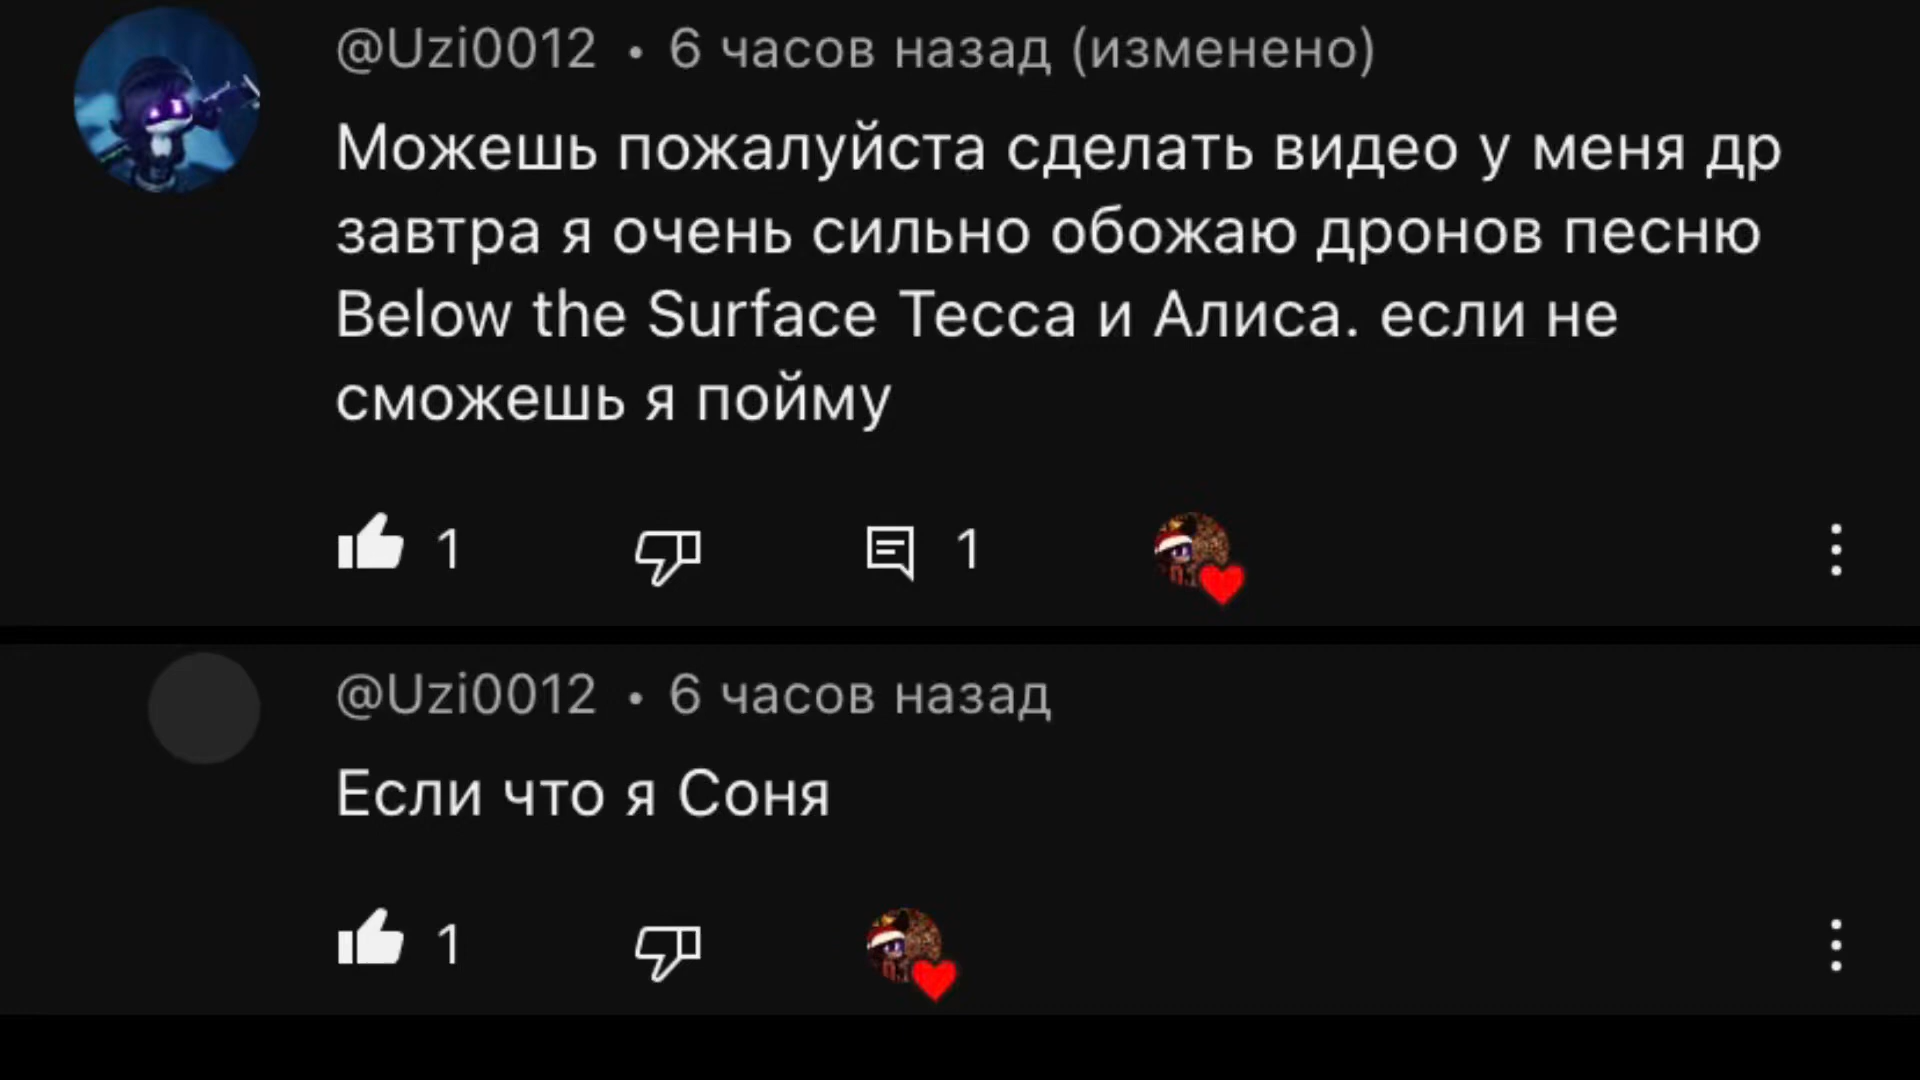 @Uzi0012 • 6 часов назад (изменено)
Можешь пожалуйста сделать видео у меня др
завтра я очень сильно обожаю дронов песню
Below the Surface Тесса и Алиса. если не
сможешь я пойму
1 1
@Uzi0012 • 6 часов назад
Если что я Соня
1